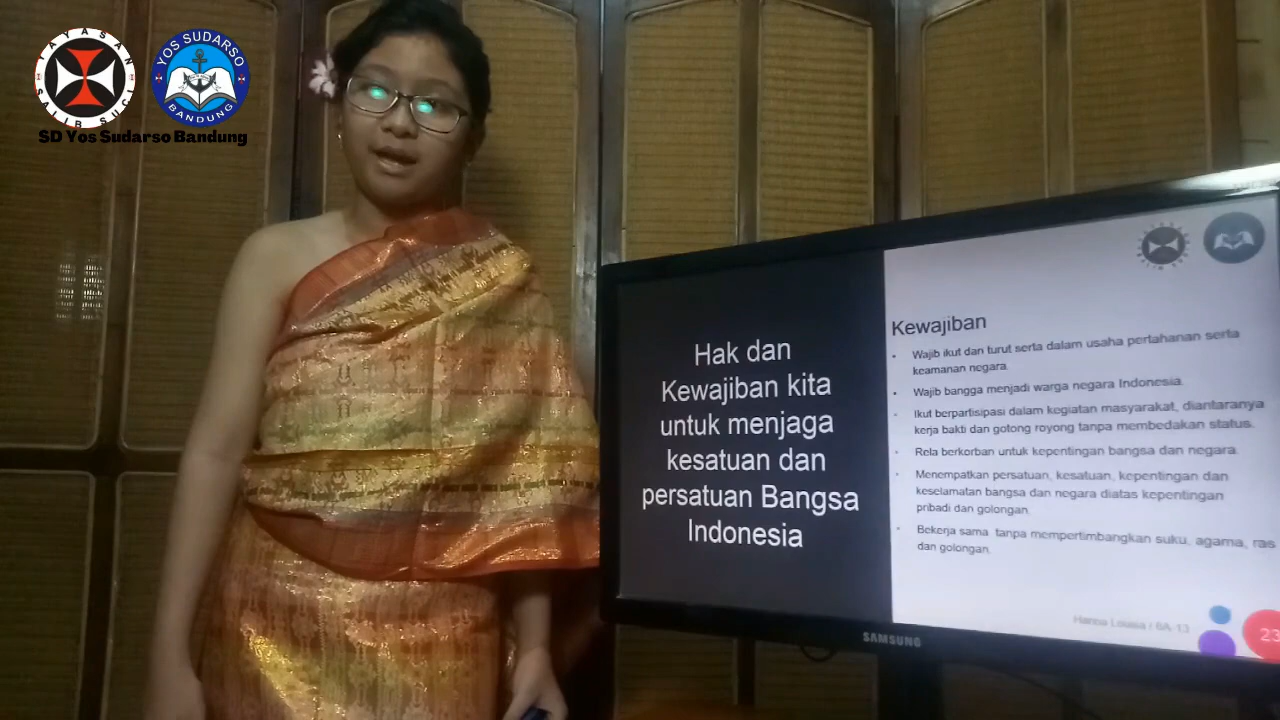 YAYASAN
SALIB SUCI
YOS SUDARSO
BANDUNG
SD Yos Sudarso Bandung
Hak dan
Kewajiban kita
untuk menjaga
kesatuan dan
persatuan Bangsa
Indonesia
Kewajiban
Wajib ikut dan turut serta dalam usaha pertahanan serta
keamanan negara.
Wajib bangga menjadi warga negara Indonesia.
Ikut berpartisipasi dalam kegiatan masyarakat, diantaranya
kerja bakti dan gotong royong tanpa membedakan status.
Rela berkorban untuk kepentingan bangsa dan negara.
Menempatkan persatuan, kesatuan, kepentingan dan
keselamatan bangsa dan negara diatas kepentingan
pribadi dan golongan.
Bekerja sama tanpa mempertimbangkan suku, agama, ras
dan golongan.
Louisa / 6A-13
23
SAMSUNG